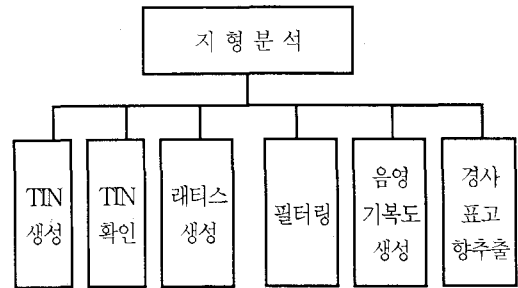 지 형 분 석
TIN
생성
TIN
확인
래티스
생성
필터링
음영
기복도
생성
경사
표고
향추출